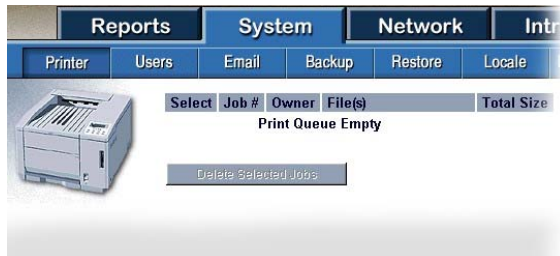 Reports System Network Intr
Printer Users Email Backup Restore Locale
Select Job # Owner File(s) Total Size
Print Queue Empty
Delete Selected Jobs